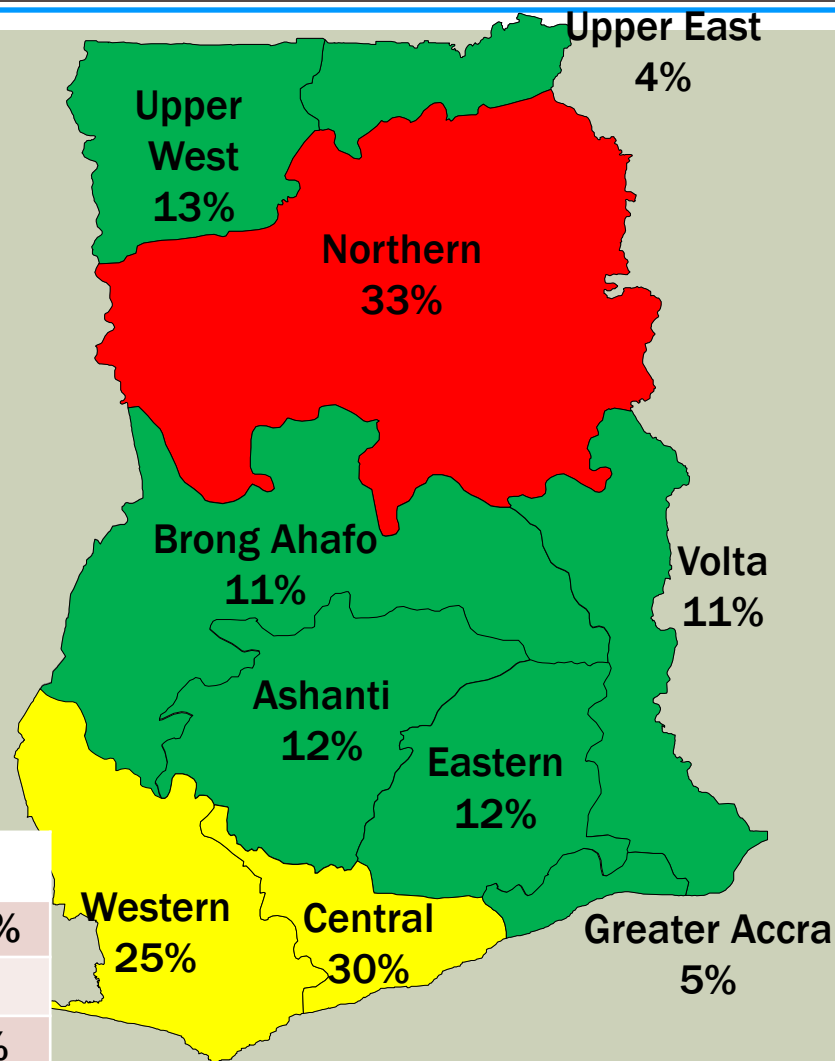 Upper East
4%
Upper
West
13%
Northern
33%
Brong Ahafo
11%
Volta
11%
Ashanti
12%
Eastern
12%
Western
25%
Central
30%
Greater Accra
5%
%
%